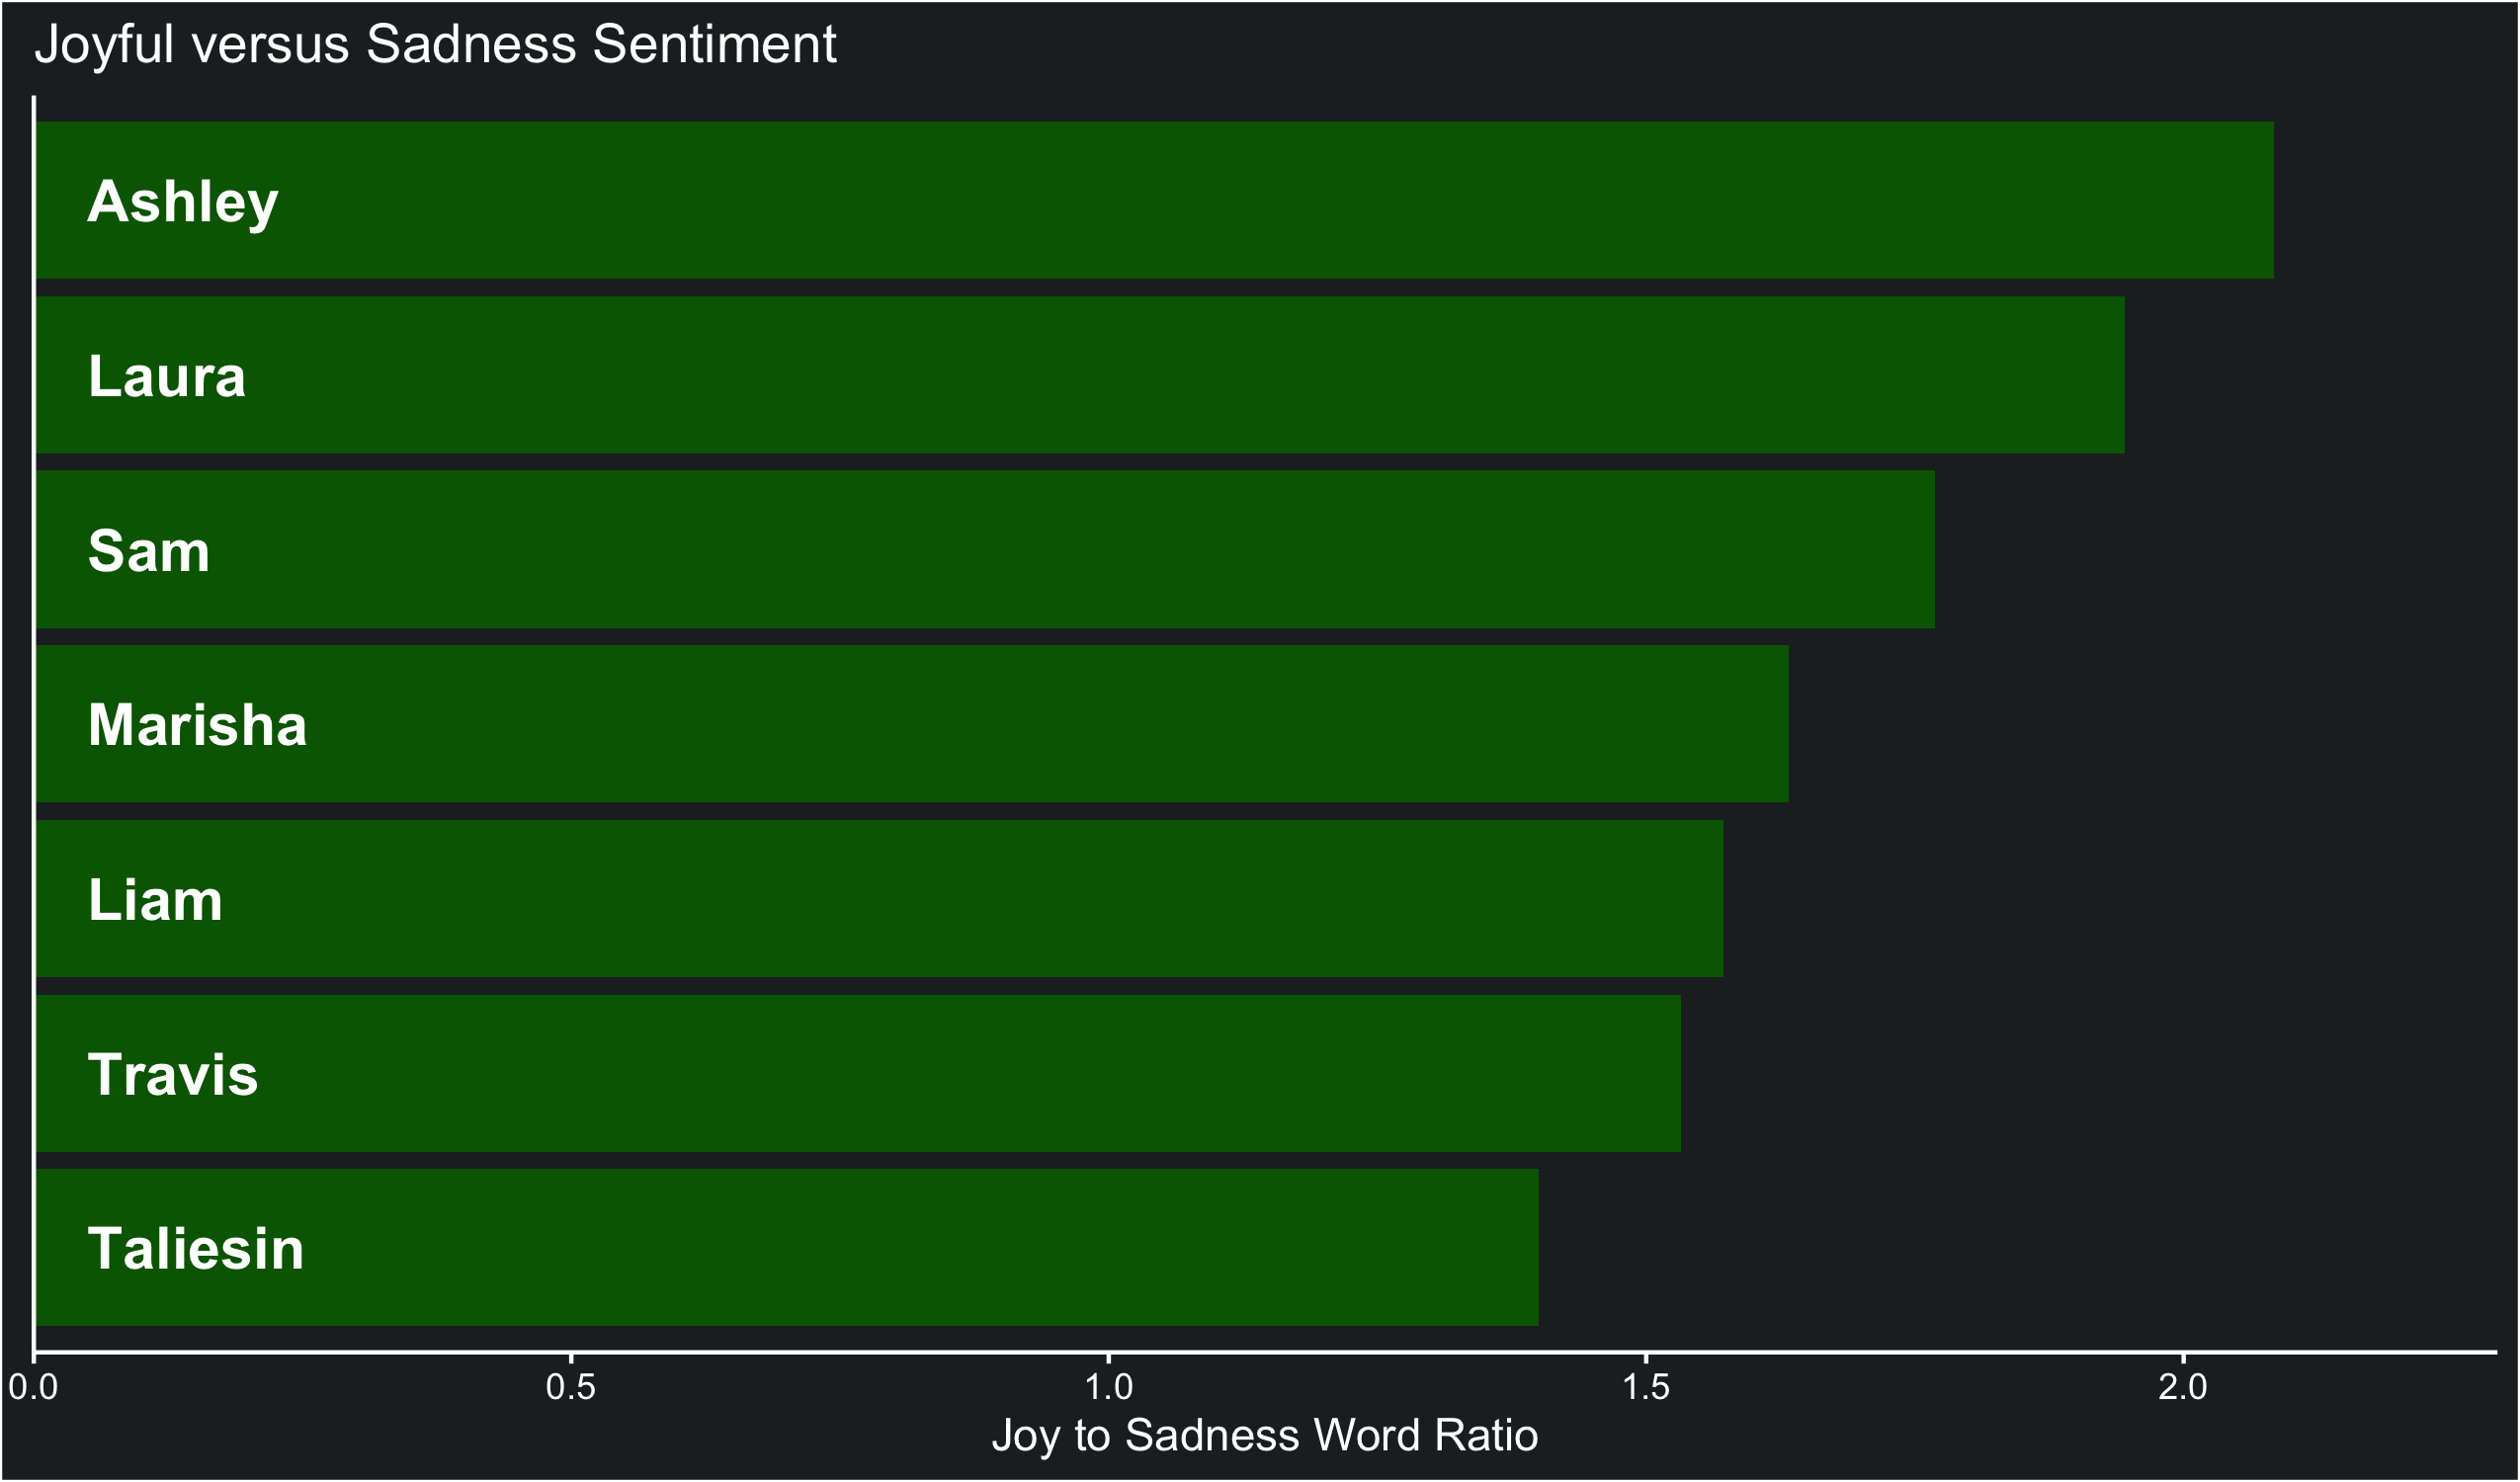 Joyful versus Sadness Sentiment
Ashley
Laura
Sam
Marisha
Liam
Travis
Taliesin
0.0 0.5 1.0 1.5 2.0
Joy to Sadness Word Ratio